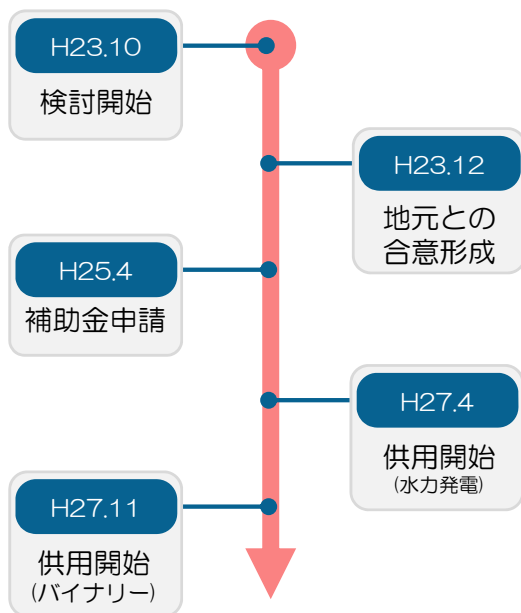 H23.10
検討開始
H23.12
地元との
合意形成
H25.4
補助金申請
H27.4
供用開始
(水力発電)
H27.11
供用開始
(バイナリー)